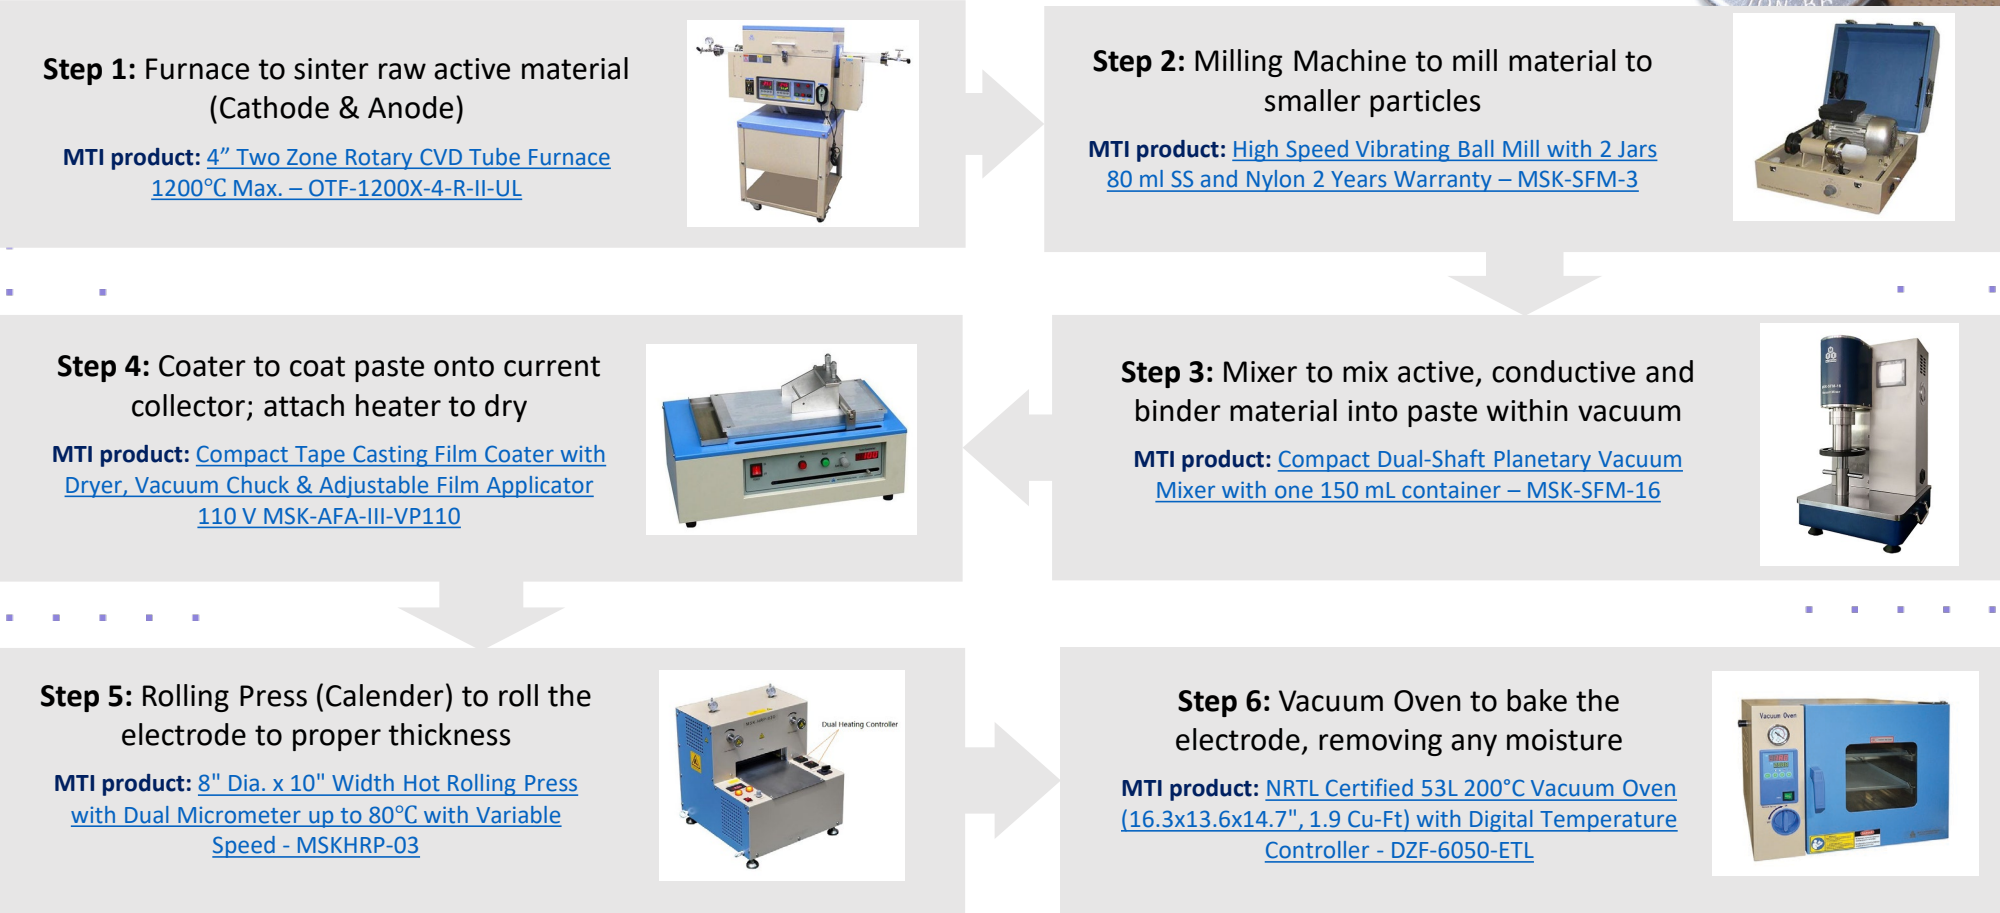 Step 1: Furnace to sinter raw active material
(Cathode & Anode)
MTI product: 4” Two Zone Rotary CVD Tube Furnace
1200℃ Max. – OTF-1200X-4-R-II-UL
Step 2: Milling Machine to mill material to
smaller particles
MTI product: High Speed Vibrating Ball Mill with 2 Jars
80 ml SS and Nylon 2 Years Warranty – MSK-SFM-3
Step 3: Mixer to mix active, conductive and
binder material into paste within vacuum
MTI product: Compact Dual-Shaft Planetary Vacuum
Mixer with one 150 mL container – MSK-SFM-16
Step 4: Coater to coat paste onto current
collector; attach heater to dry
MTI product: Compact Tape Casting Film Coater with
Dryer, Vacuum Chuck & Adjustable Film Applicator
110 V MSK-AFA-III-VP110
Step 5: Rolling Press (Calender) to roll the
electrode to proper thickness
MTI product: 8" Dia. x 10" Width Hot Rolling Press
with Dual Micrometer up to 80℃ with Variable
Speed - MSKHRP-03
Dual Heating Controller
Step 6: Vacuum Oven to bake the
electrode, removing any moisture
MTI product: NRTL Certified 53L 200°C Vacuum Oven
(16.3x13.6x14.7", 1.9 Cu-Ft) with Digital Temperature
Controller - DZF-6050-ETL
Vacuum Oven